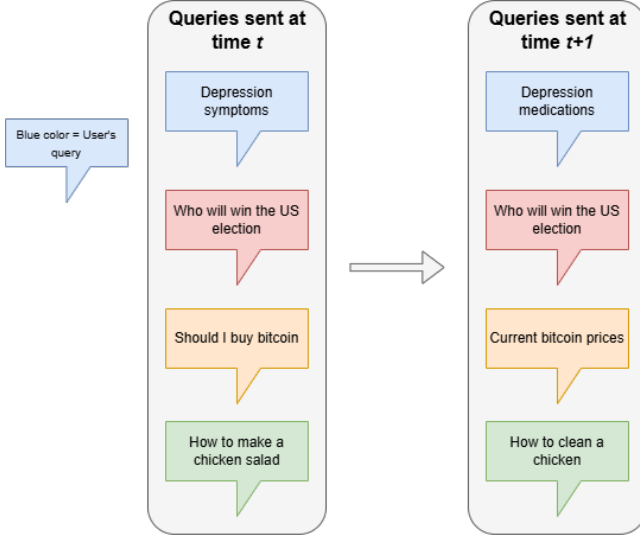 Queries sent at
time t
Depression
symptoms
Who will win the US
election
Should I buy bitcoin
How to make a
chicken salad
Blue color = User's
query
Queries sent at
time t+1
Depression
medications
Who will win the US
election
Current bitcoin prices
How to clean a
chicken